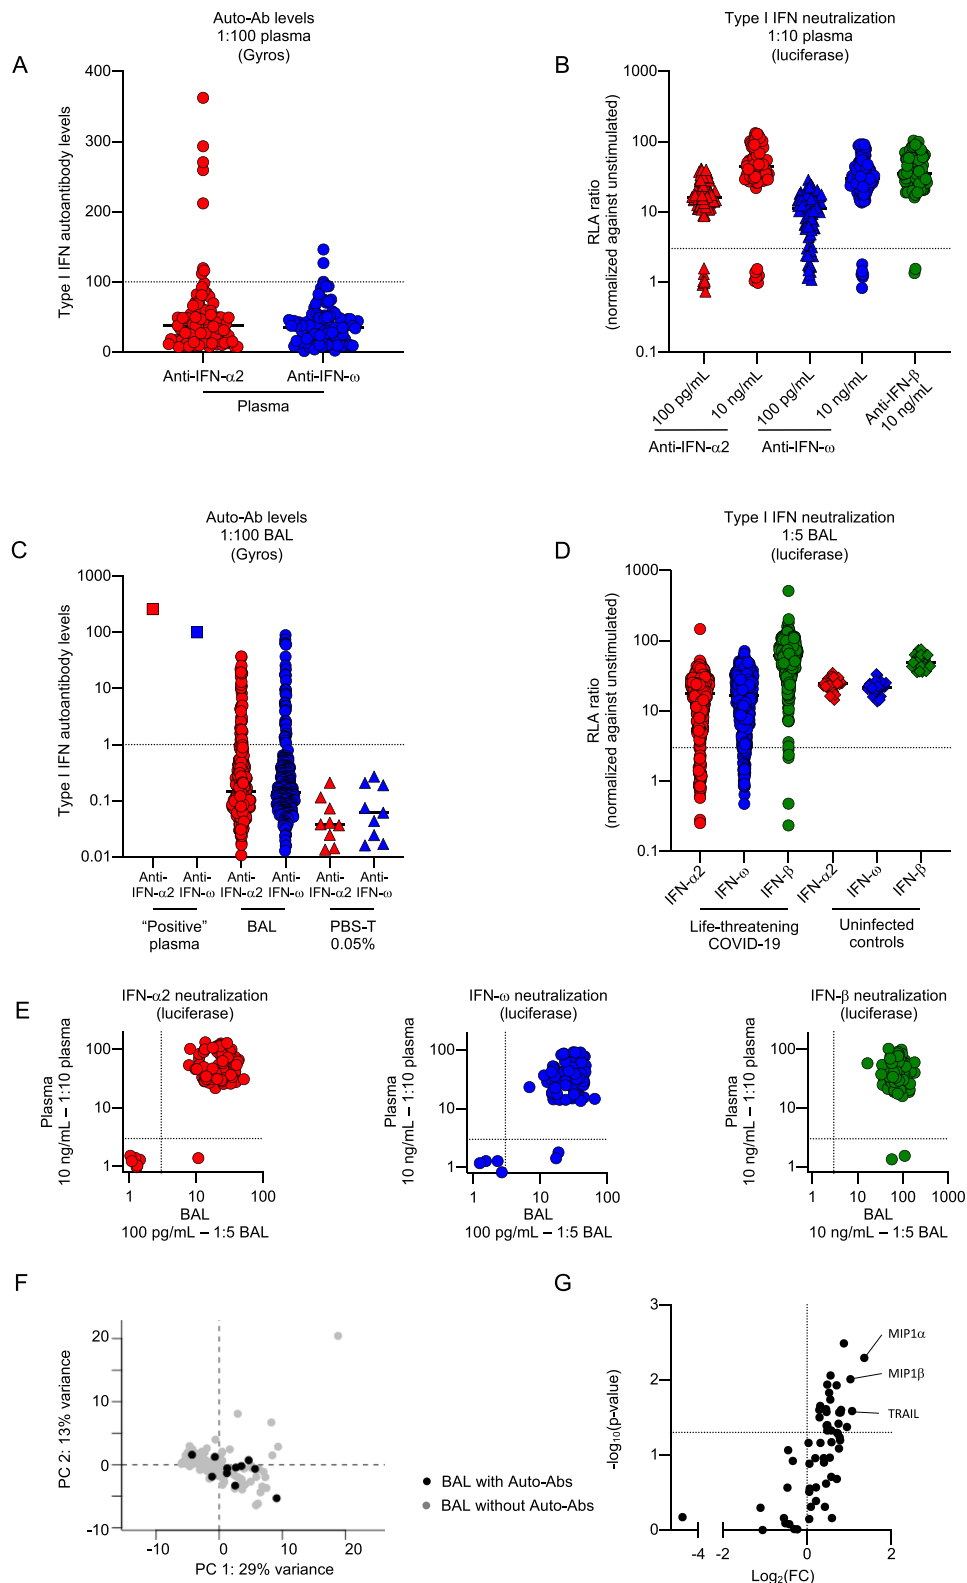 A
Auto-Ab levels
1:100 plasma
(Gyros)
Type I IFN autoantibody levels
400
300
200
100
0
Anti-IFN-α2
Anti-IFN-ω
Plasma
B
Type I IFN neutralization
1:10 plasma
(luciferase)
RLA ratio
(normalized against unstimulated)
1000
100
10
1
0.1
100 pg/mL
10 ng/mL
100 pg/mL
10 ng/mL
Anti-IFN-β
10 ng/mL
Anti-IFN-α2
Anti-IFN-ω
C
Auto-Ab levels
1:100 BAL
(Gyros)
Type I IFN autoantibody levels
1000
100
10
1
0.1
0.01
Anti-
IFN-α2
Anti-
IFN-ω
Anti-
IFN-α2
Anti-
IFN-ω
Anti-
IFN-α2
Anti-
IFN-ω
“Positive”
plasma
BAL
PBS-T
0.05%
D
Type I IFN neutralization
1:5 BAL
(luciferase)
RLA ratio
(normalized against unstimulated)
1000
100
10
1
0.1
IFN-α2
IFN-ω
IFN-β
IFN-α2
IFN-ω
IFN-β
Life-threatening
COVID-19
Uninfected
controls
E
IFN-α2 neutralization
(luciferase)
Plasma
10 ng/mL – 1:10 plasma
100
10
1
1
10
100
BAL
100 pg/mL – 1:5 BAL
IFN-ω neutralization
(luciferase)
Plasma
10 ng/mL – 1:10 plasma
100
10
1
1
10
100
BAL
100 pg/mL – 1:5 BAL
IFN-β neutralization
(luciferase)
Plasma
10 ng/mL – 1:10 plasma
100
10
1
1
10
100
1000
BAL
10 ng/mL – 1:5 BAL
F
PC 2: 13% variance
20
10
0
-10
-10
0
10
20
PC 1: 29% variance
BAL with Auto-Abs
BAL without Auto-Abs
G
-log₁₀(p-value)
3
2
1
0
-4
-2
0
2
Log₂(FC)
MIP1α
MIP1β
TRAIL